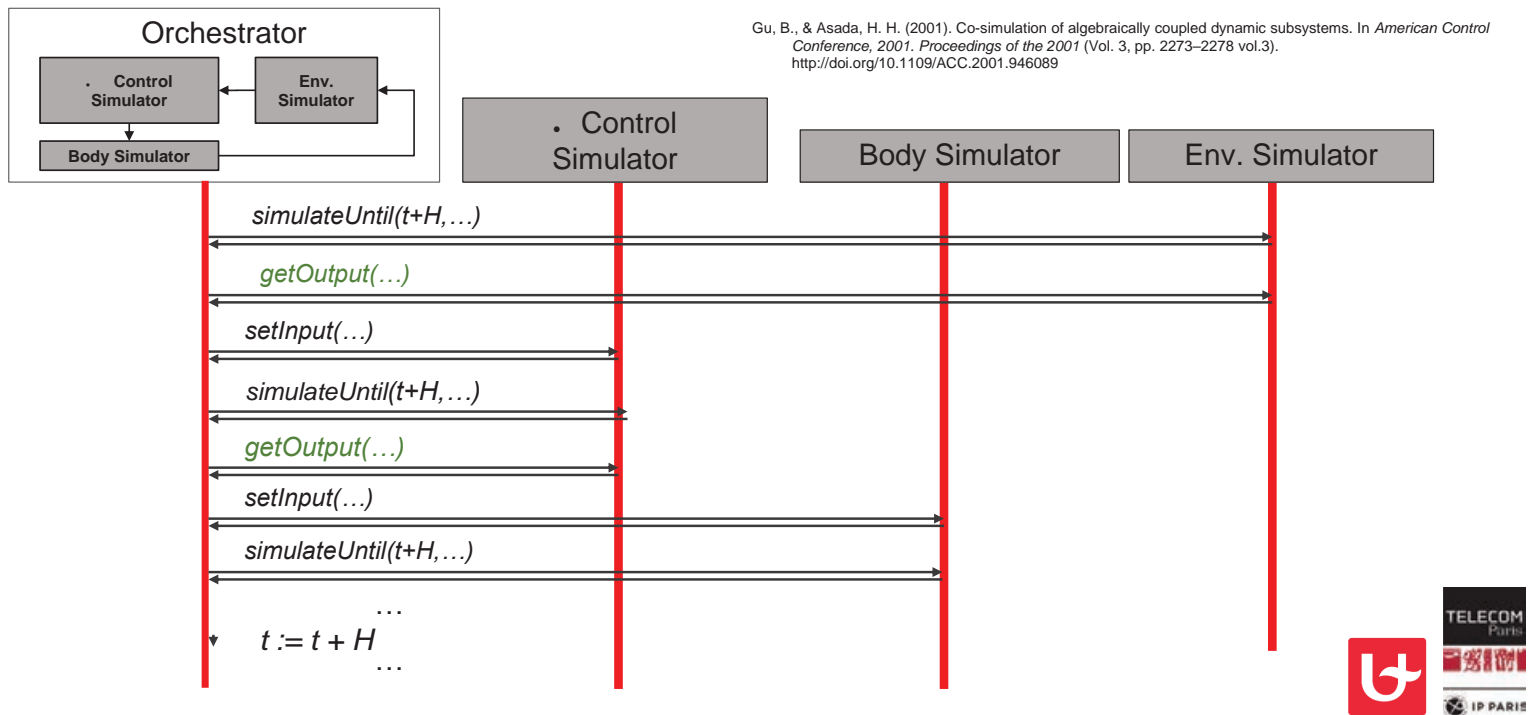 Orchestrator
. Control
Simulator
Env.
Simulator
Body Simulator
Gu, B., & Asada, H. H. (2001). Co-simulation of algebraically coupled dynamic subsystems. In American Control
Conference, 2001. Proceedings of the 2001 (Vol. 3, pp. 2273–2278 vol.3).
http://doi.org/10.1109/ACC.2001.946089
. Control
Simulator
Body Simulator
Env. Simulator
simulateUntil(t+H,…)
getOutput(…)
setInput(…)
simulateUntil(t+H,…)
getOutput(…)
setInput(…)
simulateUntil(t+H,…)
…
t := t + H
…
TELECOM
Paris
IP PARIS